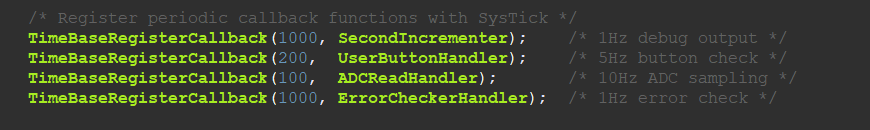 /* Register periodic callback functions with SysTick */
TimeBaseRegisterCallback(1000, SecondIncrementer);    /* 1Hz debug output */
TimeBaseRegisterCallback(200,  UserButtonHandler);    /* 5Hz button check */
TimeBaseRegisterCallback(100,  ADCReadHandler);       /* 10Hz ADC sampling */
TimeBaseRegisterCallback(1000, ErrorCheckerHandler);  /* 1Hz error check */